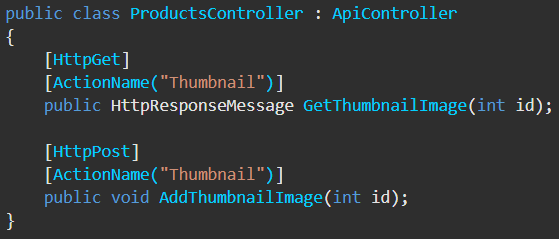 public class ProductsController : ApiController
{
    [HttpGet]
    [ActionName("Thumbnail")]
    public HttpResponseMessage GetThumbnailImage(int id);

    [HttpPost]
    [ActionName("Thumbnail")]
    public void AddThumbnailImage(int id);
}